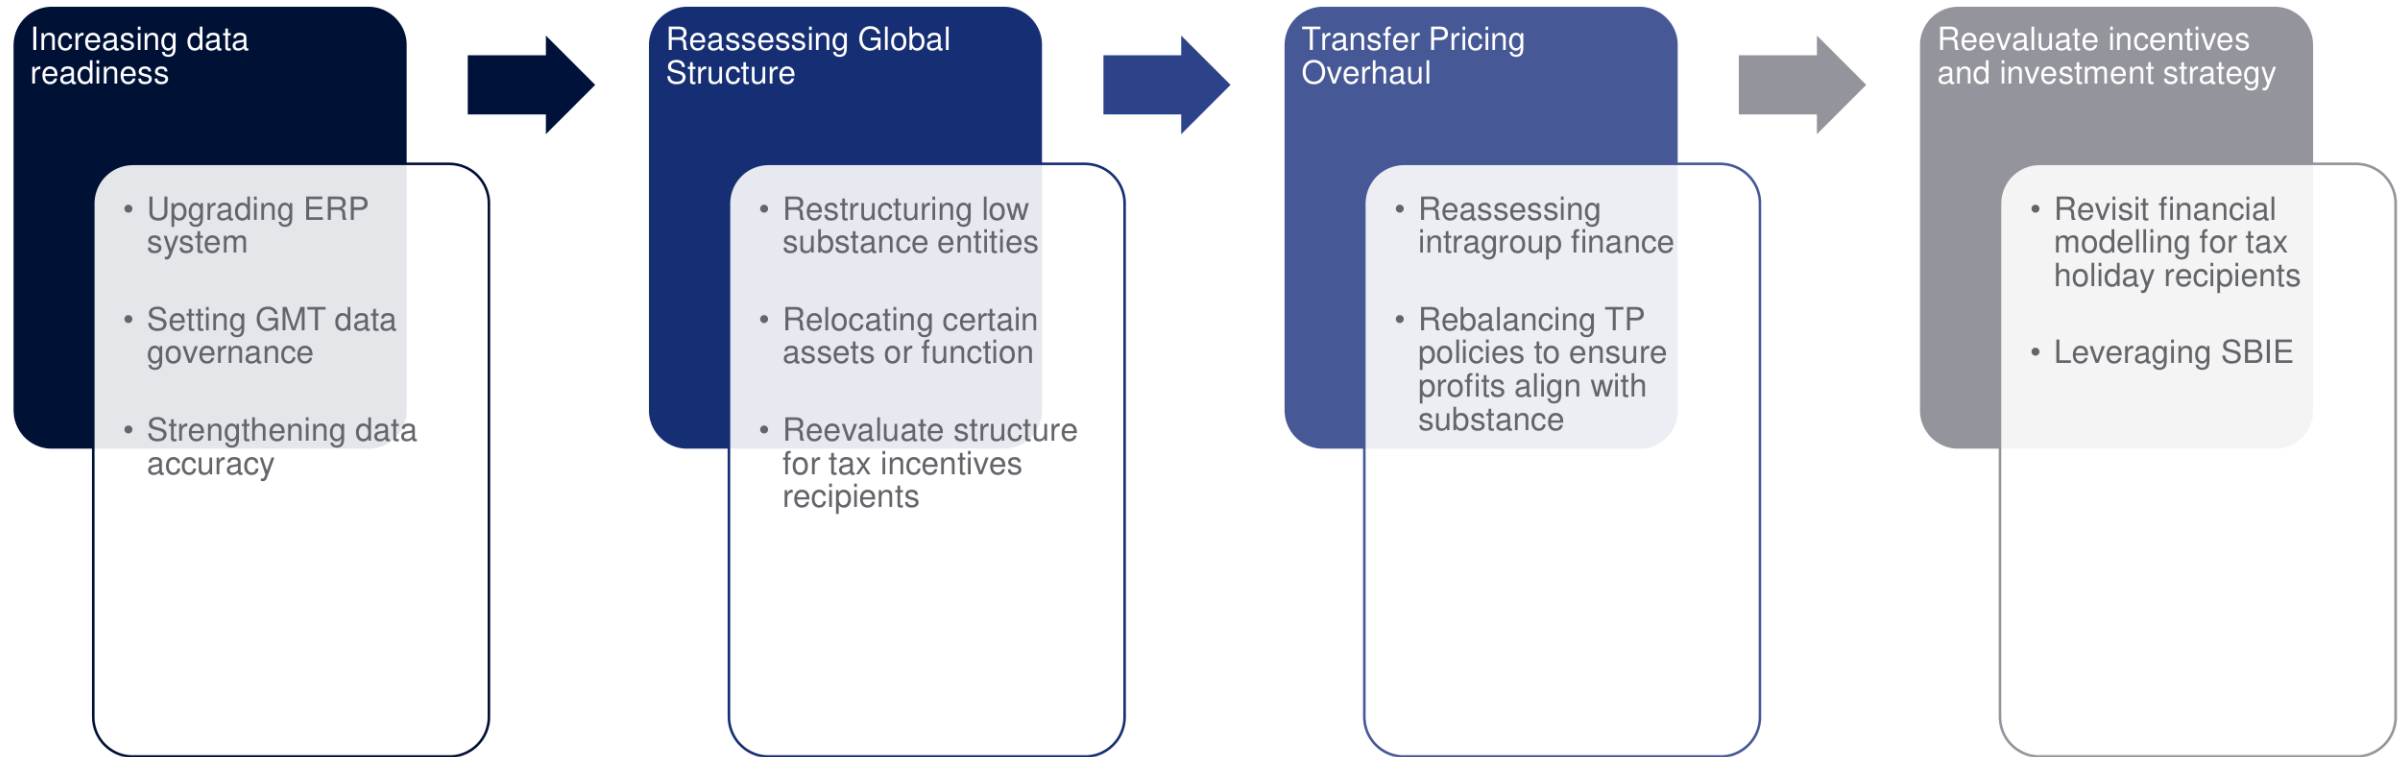 Increasing data
readiness
• Upgrading ERP
system
• Setting GMT data
governance
• Strengthening data
accuracy
Reassessing Global
Structure
• Restructuring low
substance entities
• Relocating certain
assets or function
• Reevaluate structure
for tax incentives
recipients
Transfer Pricing
Overhaul
• Reassessing
intragroup finance
• Rebalancing TP
policies to ensure
profits align with
substance
Reevaluate incentives
and investment strategy
• Revisit financial
modelling for tax
holiday recipients
• Leveraging SBIE